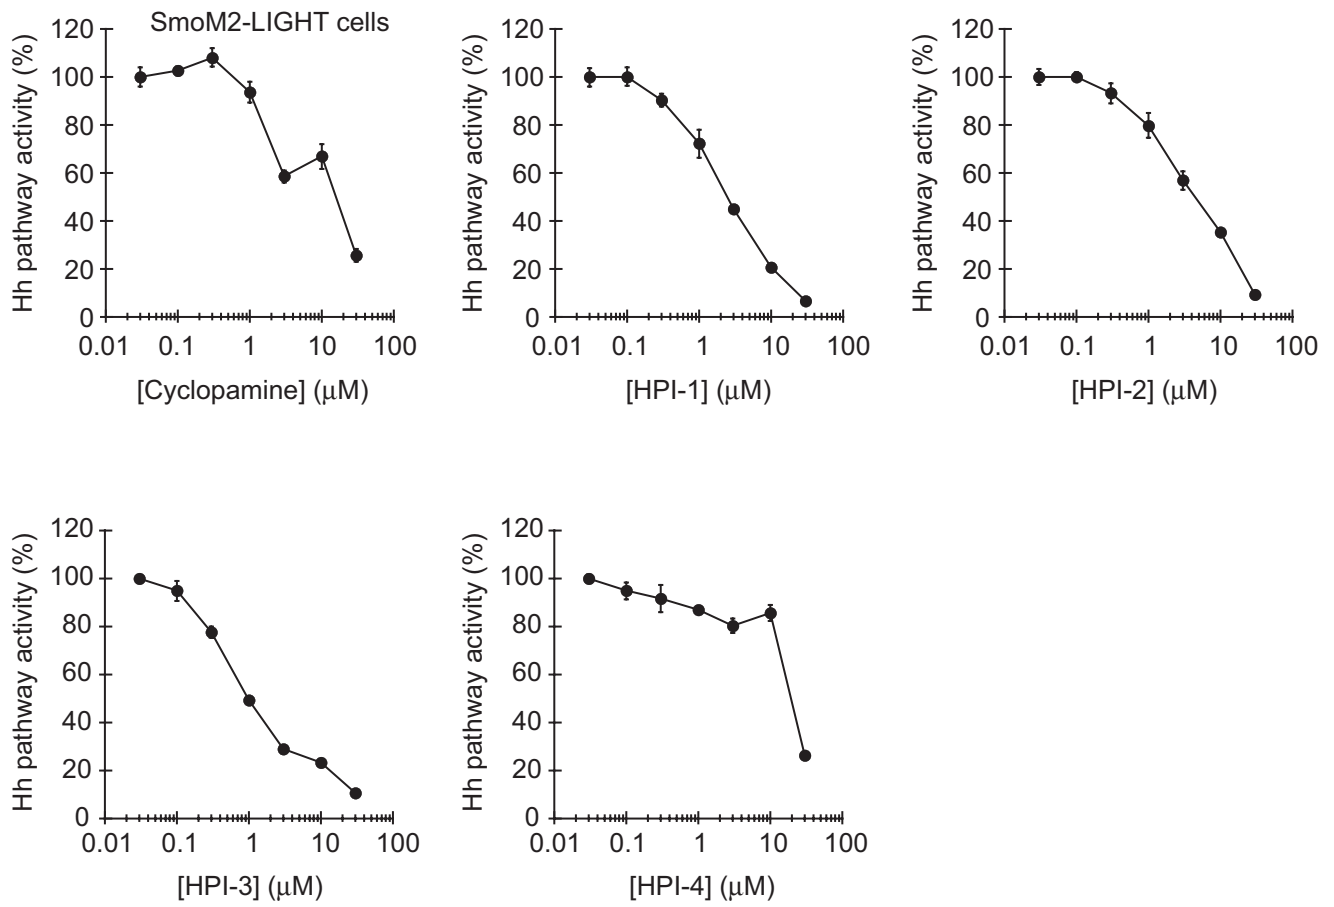 SmoM2-LIGHT cells
Hh pathway activity (%)
120
100
80
60
40
20
0
0.01 0.1 1 10 100
[Cyclopamine] (μM)
Hh pathway activity (%)
120
100
80
60
40
20
0
0.01 0.1 1 10 100
[HPI-1] (μM)
Hh pathway activity (%)
120
100
80
60
40
20
0
0.01 0.1 1 10 100
[HPI-2] (μM)
Hh pathway activity (%)
120
100
80
60
40
20
0
0.01 0.1 1 10 100
[HPI-3] (μM)
Hh pathway activity (%)
120
100
80
60
40
20
0
0.01 0.1 1 10 100
[HPI-4] (μM)